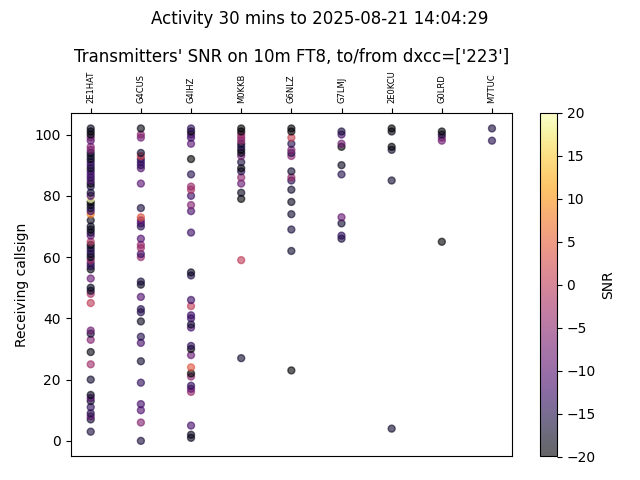 Activity 30 mins to 2025-08-21 14:04:29
Transmitters' SNR on 10m FT8, to/from dxcc=['223']
2E1HAT
G4CUS
G4IHZ
M0KKB
G6NLZ
G7LMJ
2E0KCU
G0LRD
M7TUC
Receiving callsign
100
80
60
40
20
0
20
15
10
5
0
−5
−10
−15
−20
SNR